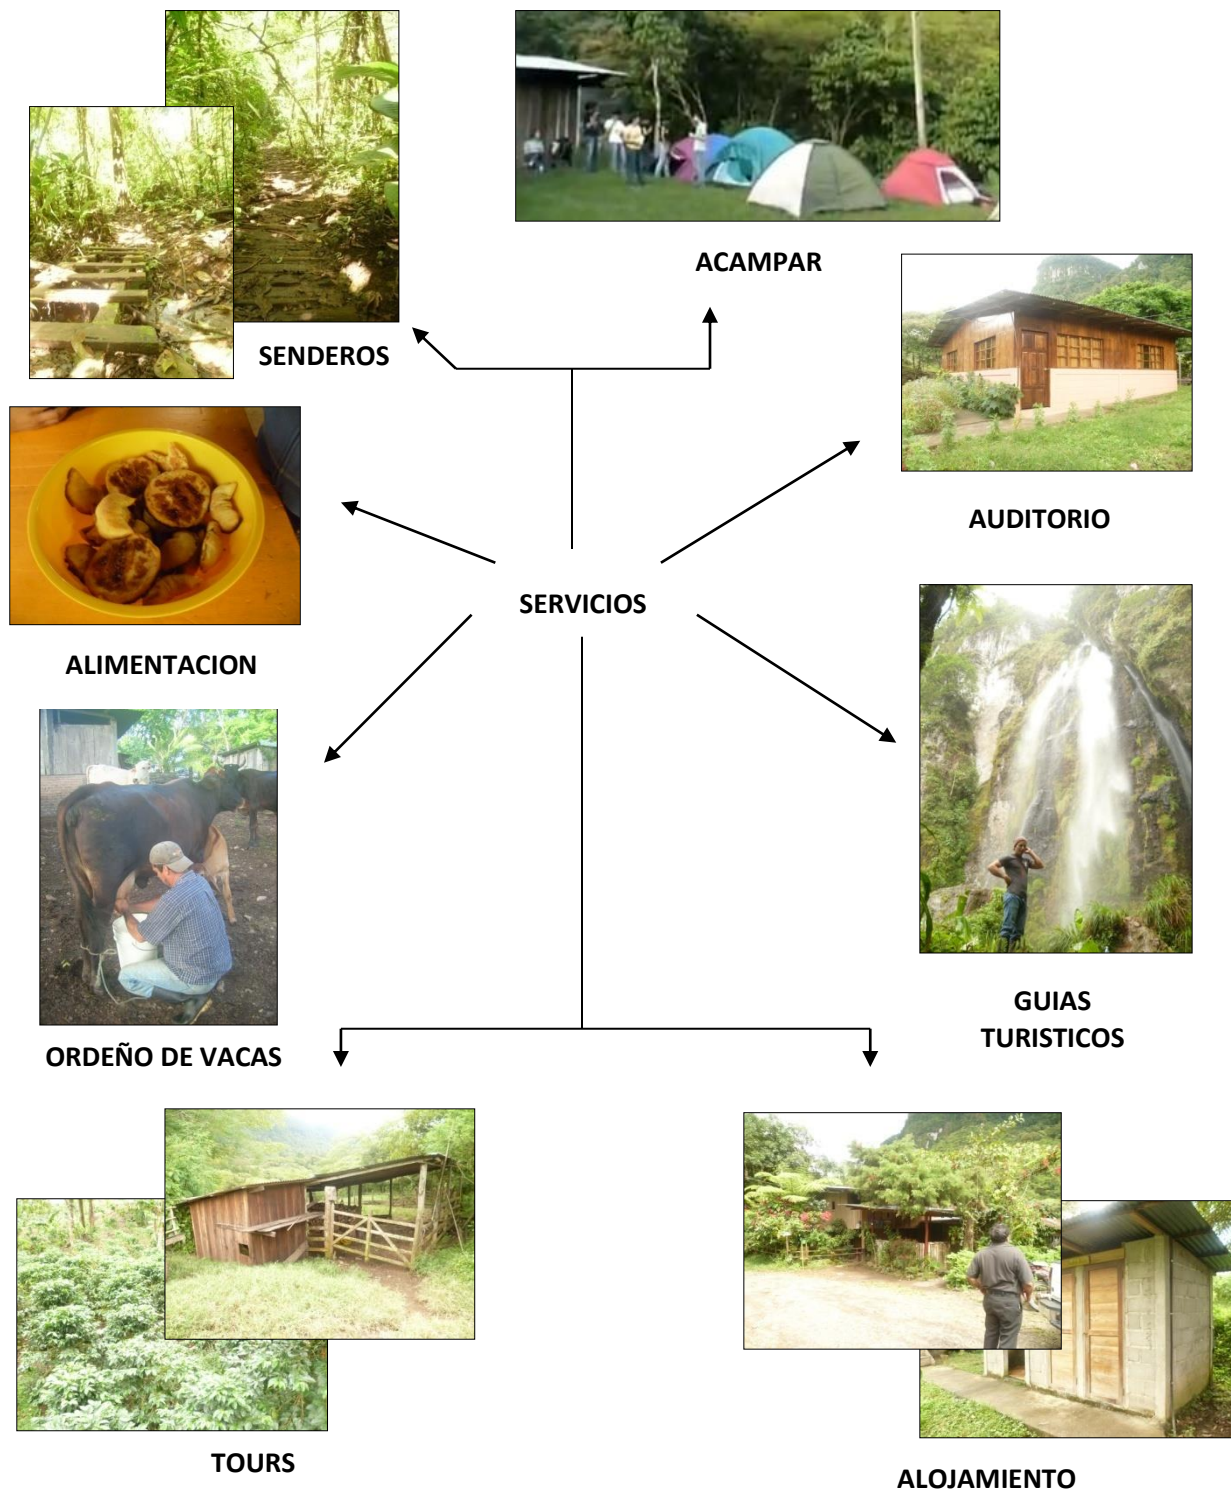 ACAMPAR
SENDEROS
AUDITORIO
SERVICIOS
ALIMENTACION
GUIAS
TURISTICOS
ORDEÑO DE VACAS
TOURS
ALOJAMIENTO